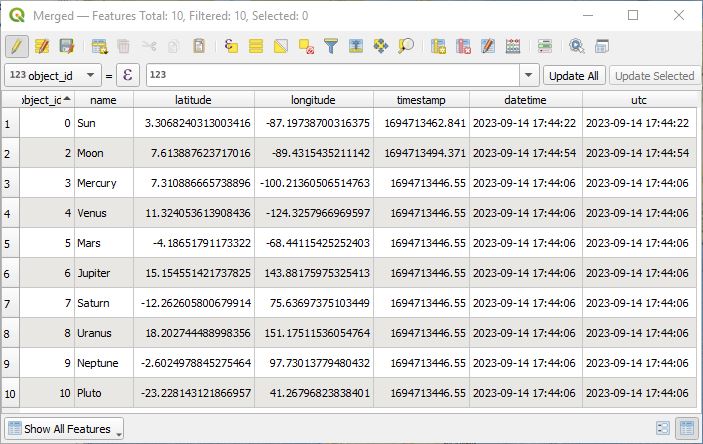 Merged — Features Total: 10, Filtered: 10, Selected: 0
123 object_id = ε 123 Update All Update Selected
object_id name latitude longitude timestamp datetime utc
1 0 Sun 3.3068240313003416 -87.19738700316375 1694713462.841 2023-09-14 17:44:22 2023-09-14 17:44:22
2 2 Moon 7.613887623717016 -89.4315435211142 1694713494.371 2023-09-14 17:44:54 2023-09-14 17:44:54
3 3 Mercury 7.310886665738896 -100.21360506514763 1694713446.55 2023-09-14 17:44:06 2023-09-14 17:44:06
4 4 Venus 11.324053613908436 -124.3257966969597 1694713446.55 2023-09-14 17:44:06 2023-09-14 17:44:06
5 5 Mars -4.18651791173322 -68.44115425252403 1694713446.55 2023-09-14 17:44:06 2023-09-14 17:44:06
6 6 Jupiter 15.154551421737825 143.88175975325413 1694713446.55 2023-09-14 17:44:06 2023-09-14 17:44:06
7 7 Saturn -12.262605800679914 75.63697375103449 1694713446.55 2023-09-14 17:44:06 2023-09-14 17:44:06
8 8 Uranus 18.202744488998356 151.17511536054764 1694713446.55 2023-09-14 17:44:06 2023-09-14 17:44:06
9 9 Neptune -2.6024978845275464 97.73013779480432 1694713446.55 2023-09-14 17:44:06 2023-09-14 17:44:06
10 10 Pluto -23.228143121866957 41.26796823838401 1694713446.55 2023-09-14 17:44:06 2023-09-14 17:44:06
Show All Features